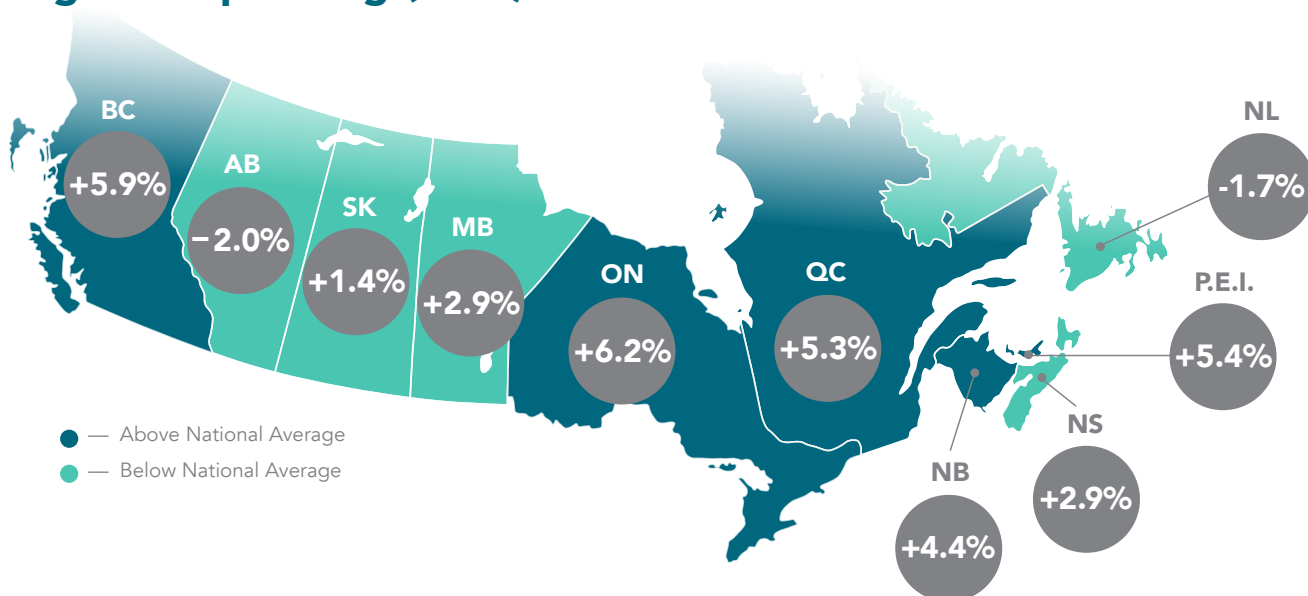 BC
+5.9%
AB
−2.0%
SK
+1.4%
MB
+2.9%
ON
+6.2%
QC
+5.3%
NL
-1.7%
P.E.I.
+5.4%
NS
+2.9%
NB
+4.4%
— Above National Average
— Below National Average